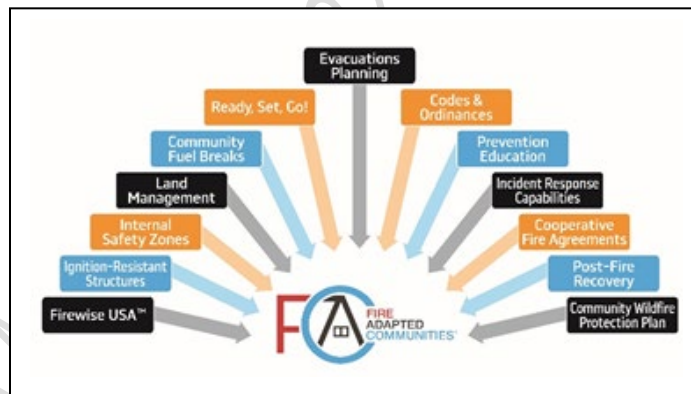 Evacuations
Planning
Ready, Set, Go!
Codes &
Ordinances
Community
Fuel Breaks
Prevention
Education
Land
Management
Incident Response
Capabilities
Internal
Safety Zones
Cooperative
Fire Agreements
Ignition-Resistant
Structures
Post-Fire
Recovery
Firewise USA™
Community Wildfire
Protection Plan
FAC
FIRE
ADAPTED
COMMUNITIES